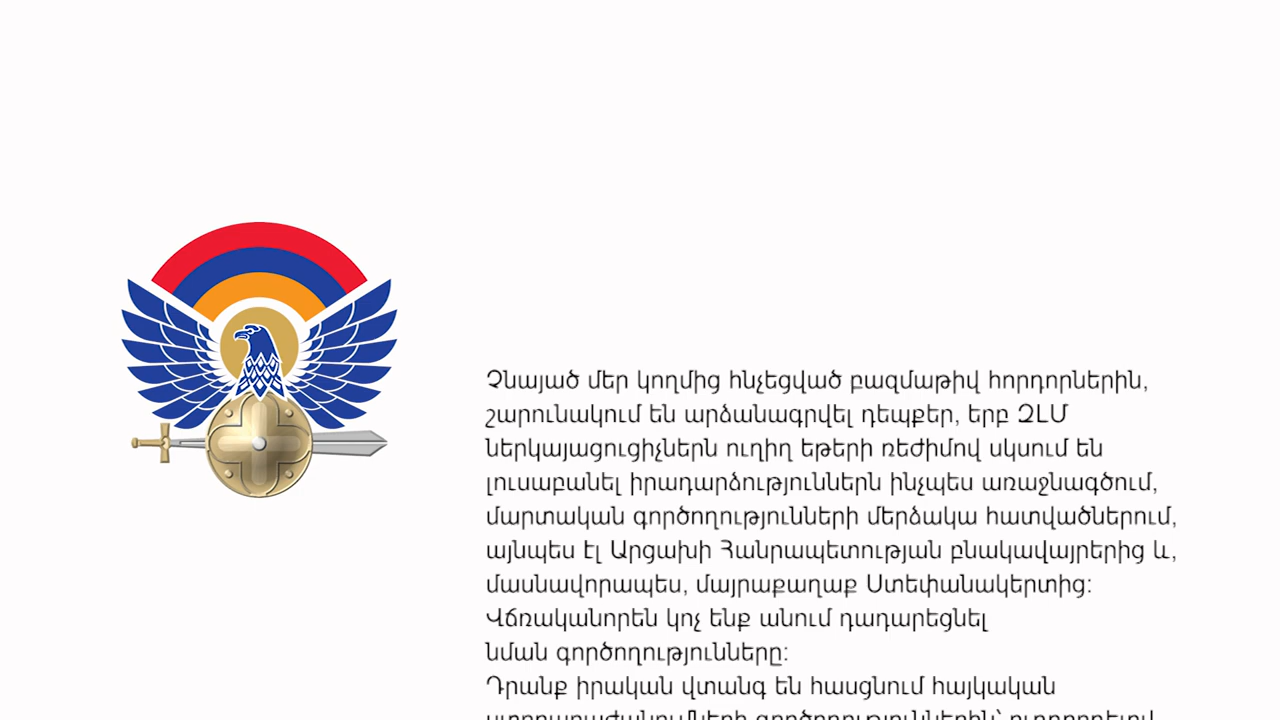 Չնայած մեր կողմից հնչեցված բազմաթիվ հորդորներին,
շարունակում են արձանագրվել դեպքեր, երբ ԶԼՄ
ներկայացուցիչներն ուղիղ եթերի ռեժիմով սկսում են
լուսաբանել իրադարձություններն ինչպես առաջնագծում,
մարտական գործողությունների մերձակա հատվածներում,
այնպես էլ Արցախի Հանրապետության բնակավայրերից և,
մասնավորապես, մայրաքաղաք Ստեփանակերտից:
Վճռականորեն կոչ ենք անում դադարեցնել
նման գործողությունները:
Դրանք իրական վտանգ են հասցնում հայկական